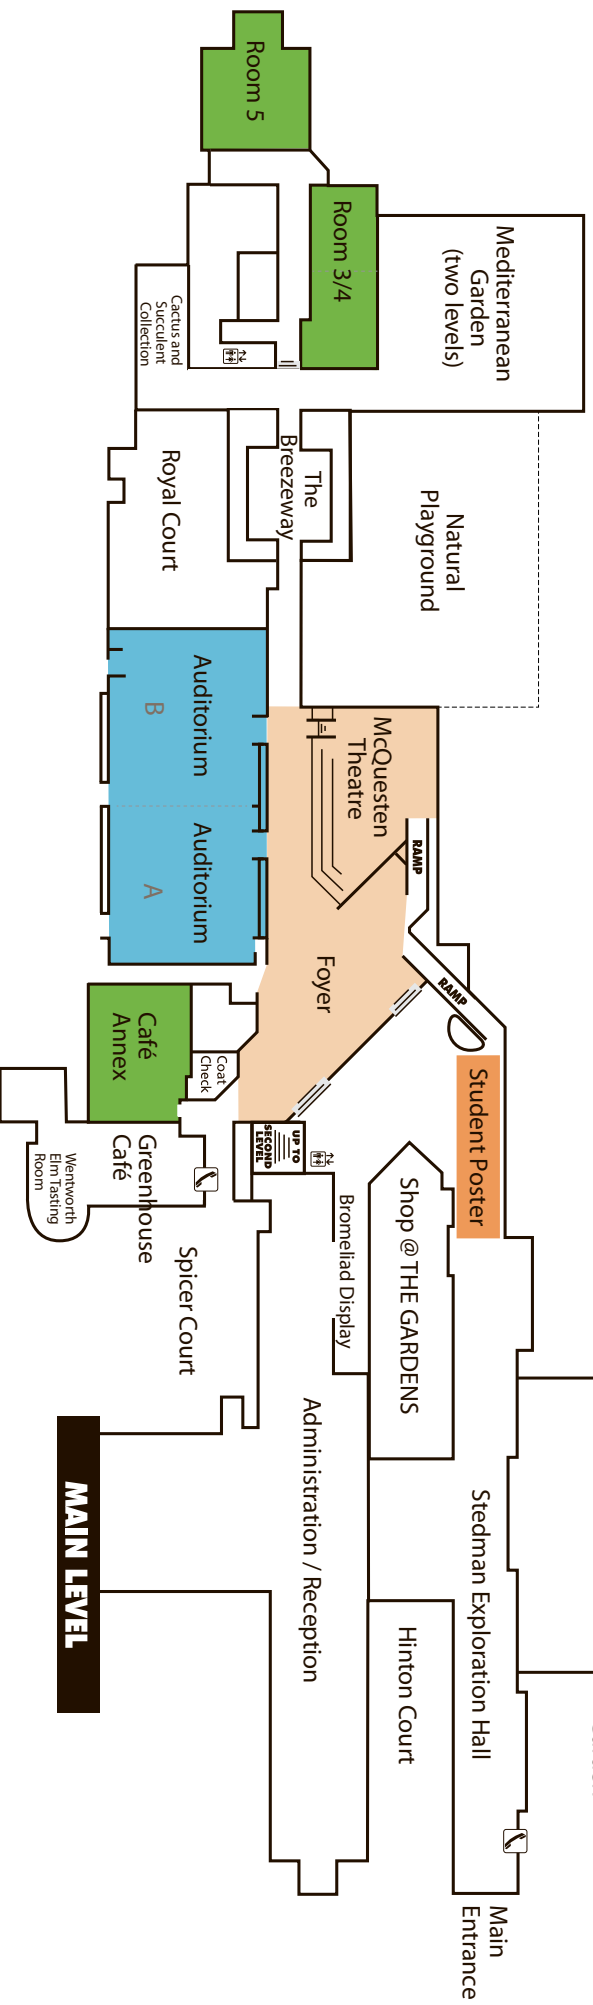 Room 5
Room 3/4
Mediterranean
Garden
(two levels)
Cactus and
Succulent
Collection
The
Breezeway
Royal Court
Natural
Playground
Auditorium
B
Auditorium
A
McQuesten
Theatre
RAMP
Foyer
RAMP
Café
Annex
Coat
Check
Student Poster
UP TO
SECOND
LEVEL
Greenhouse
Café
Wentworth
Elm Tasting
Room
Bromeliad Display
Shop @ THE GARDENS
Spicer Court
Administration / Reception
Stedman Exploration Hall
Hinton Court
MAIN LEVEL
Main
Entrance